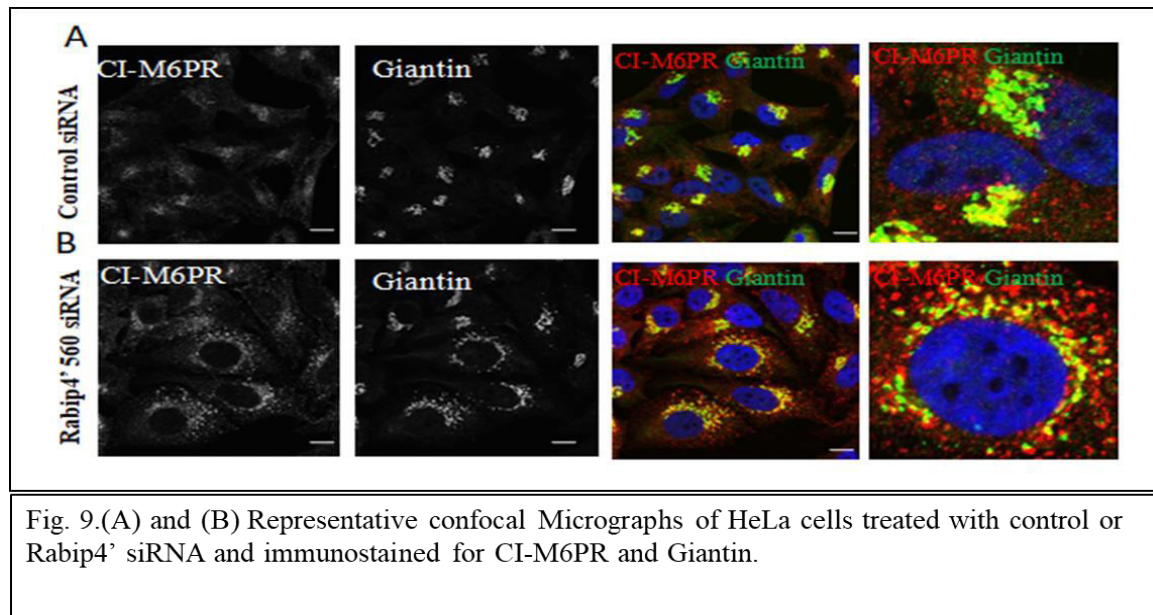 A
CI-M6PR
Giantin
CI-M6PR Giantin
CI-M6PR Giantin
Control siRNA
B
CI-M6PR
Giantin
CI-M6PR Giantin
CI-M6PR Giantin
Rabip4’ 560 siRNA
Fig. 9.(A) and (B) Representative confocal Micrographs of HeLa cells treated with control or
Rabip4’ siRNA and immunostained for CI-M6PR and Giantin.